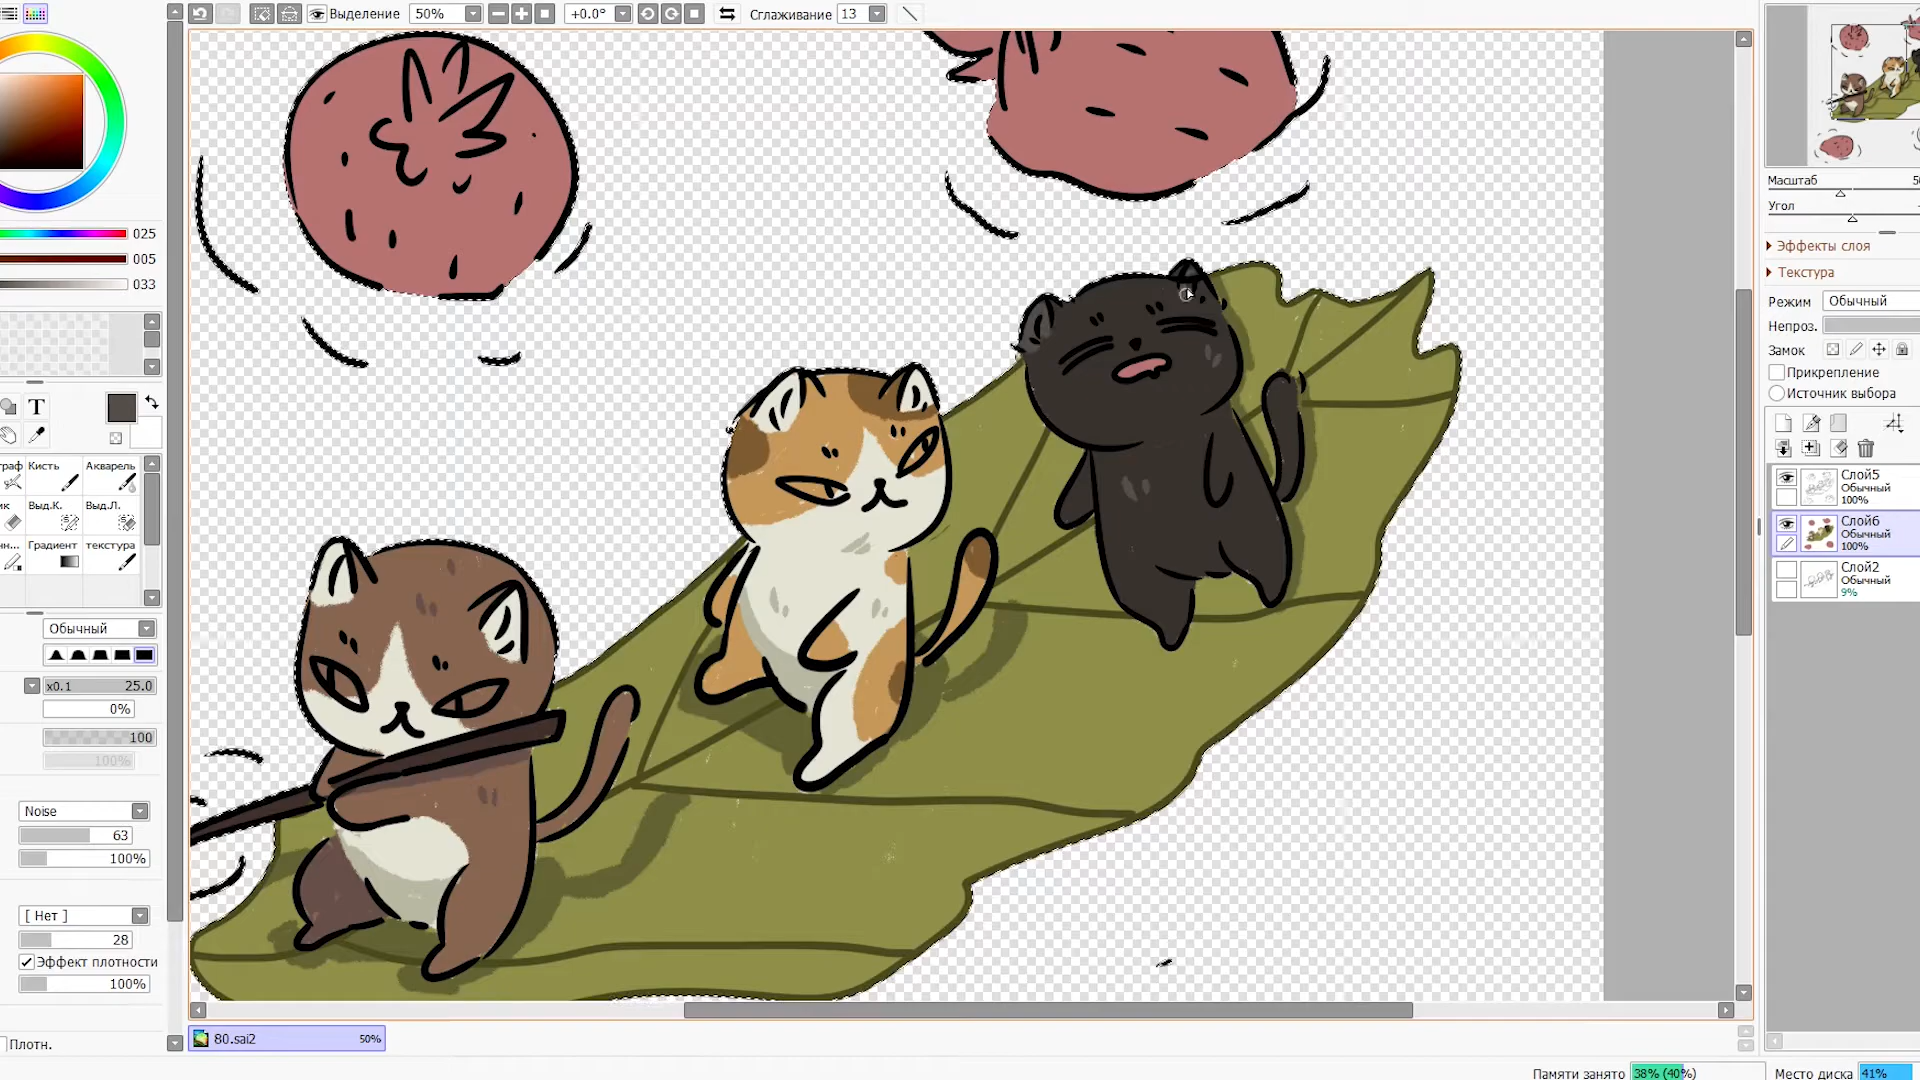 Выделение 50% +0.0° Сглаживание 13
025
005
033
T
Кисть Акварель
Выд.К. Выд.Л.
Градиент текстура
Обычный
x0.1 25.0
0%
100
100%
Noise
63
100%
[ Нет ]
28
Эффект плотности
100%
Плотн.
80.sai2 50%
Масштаб
Угол
Эффекты слоя
Текстура
Режим Обычный
Непроз.
Замок
Прикрепление
Источник выбора
Слой5
Обычный
100%
Слой6
Обычный
100%
Слой2
Обычный
9%
Памяти занято 38% (40%) Место диска 41%